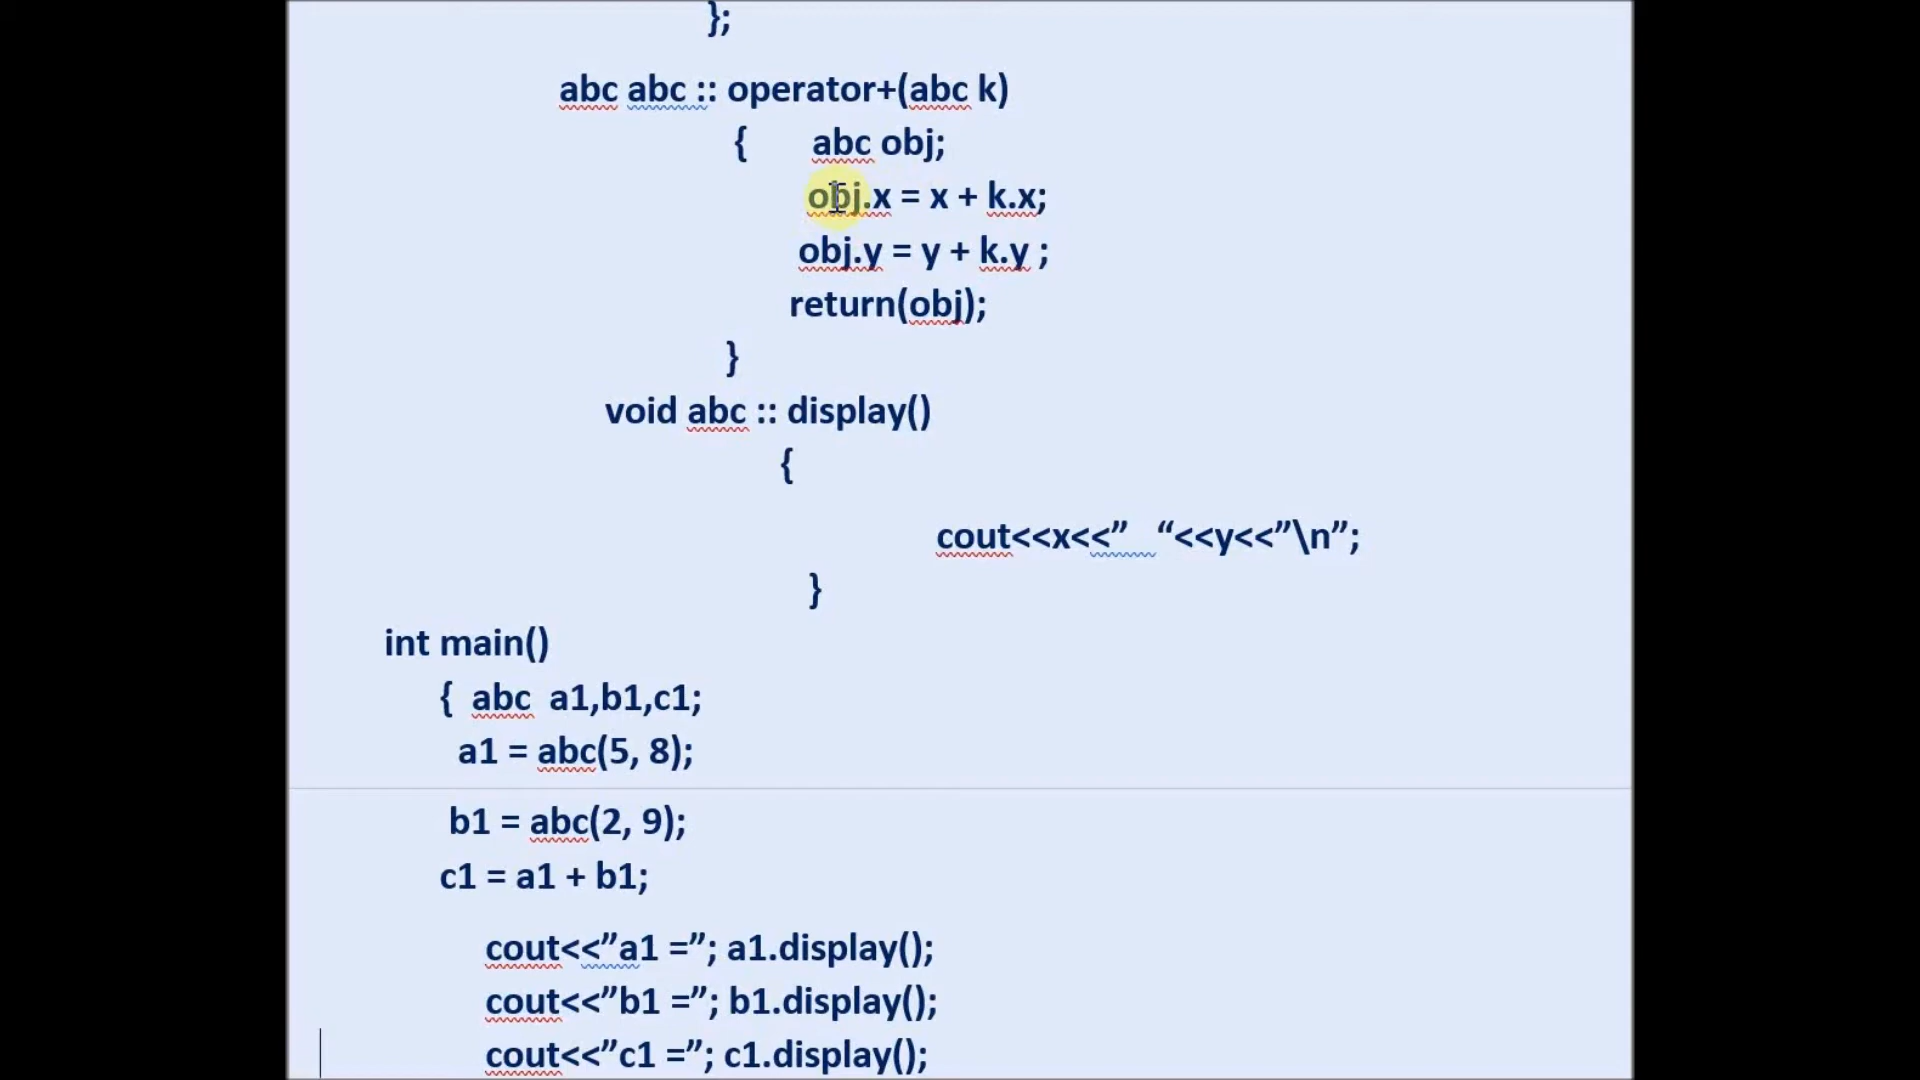 };
abc abc :: operator+(abc k)
{ abc obj;
obj.x = x + k.x;
obj.y = y + k.y ;
return(obj);
}
void abc :: display()
{
cout<<x<<” “<<y<<”\n”;
}
int main()
{ abc a1,b1,c1;
a1 = abc(5, 8);
b1 = abc(2, 9);
c1 = a1 + b1;
cout<<”a1 =”; a1.display();
cout<<”b1 =”; b1.display();
cout<<”c1 =”; c1.display();